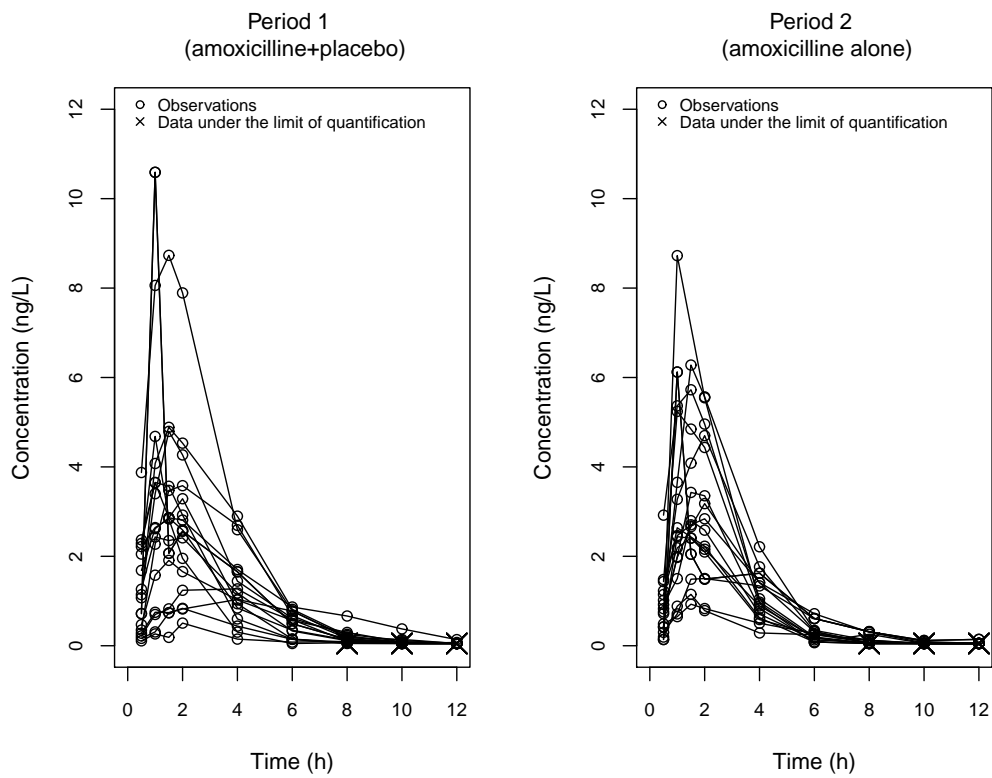 Period 1
(amoxicilline+placebo)
Observations
Data under the limit of quantification
12
10
8
6
4
2
0
Concentration (ng/L)
0 2 4 6 8 10 12
Time (h)
Period 2
(amoxicilline alone)
Observations
Data under the limit of quantification
12
10
8
6
4
2
0
Concentration (ng/L)
0 2 4 6 8 10 12
Time (h)